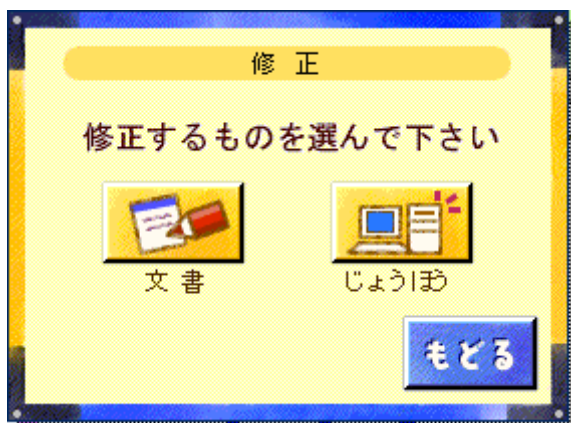 修 正
修正するものを選んで下さい
文 書
じょうほう
もどる